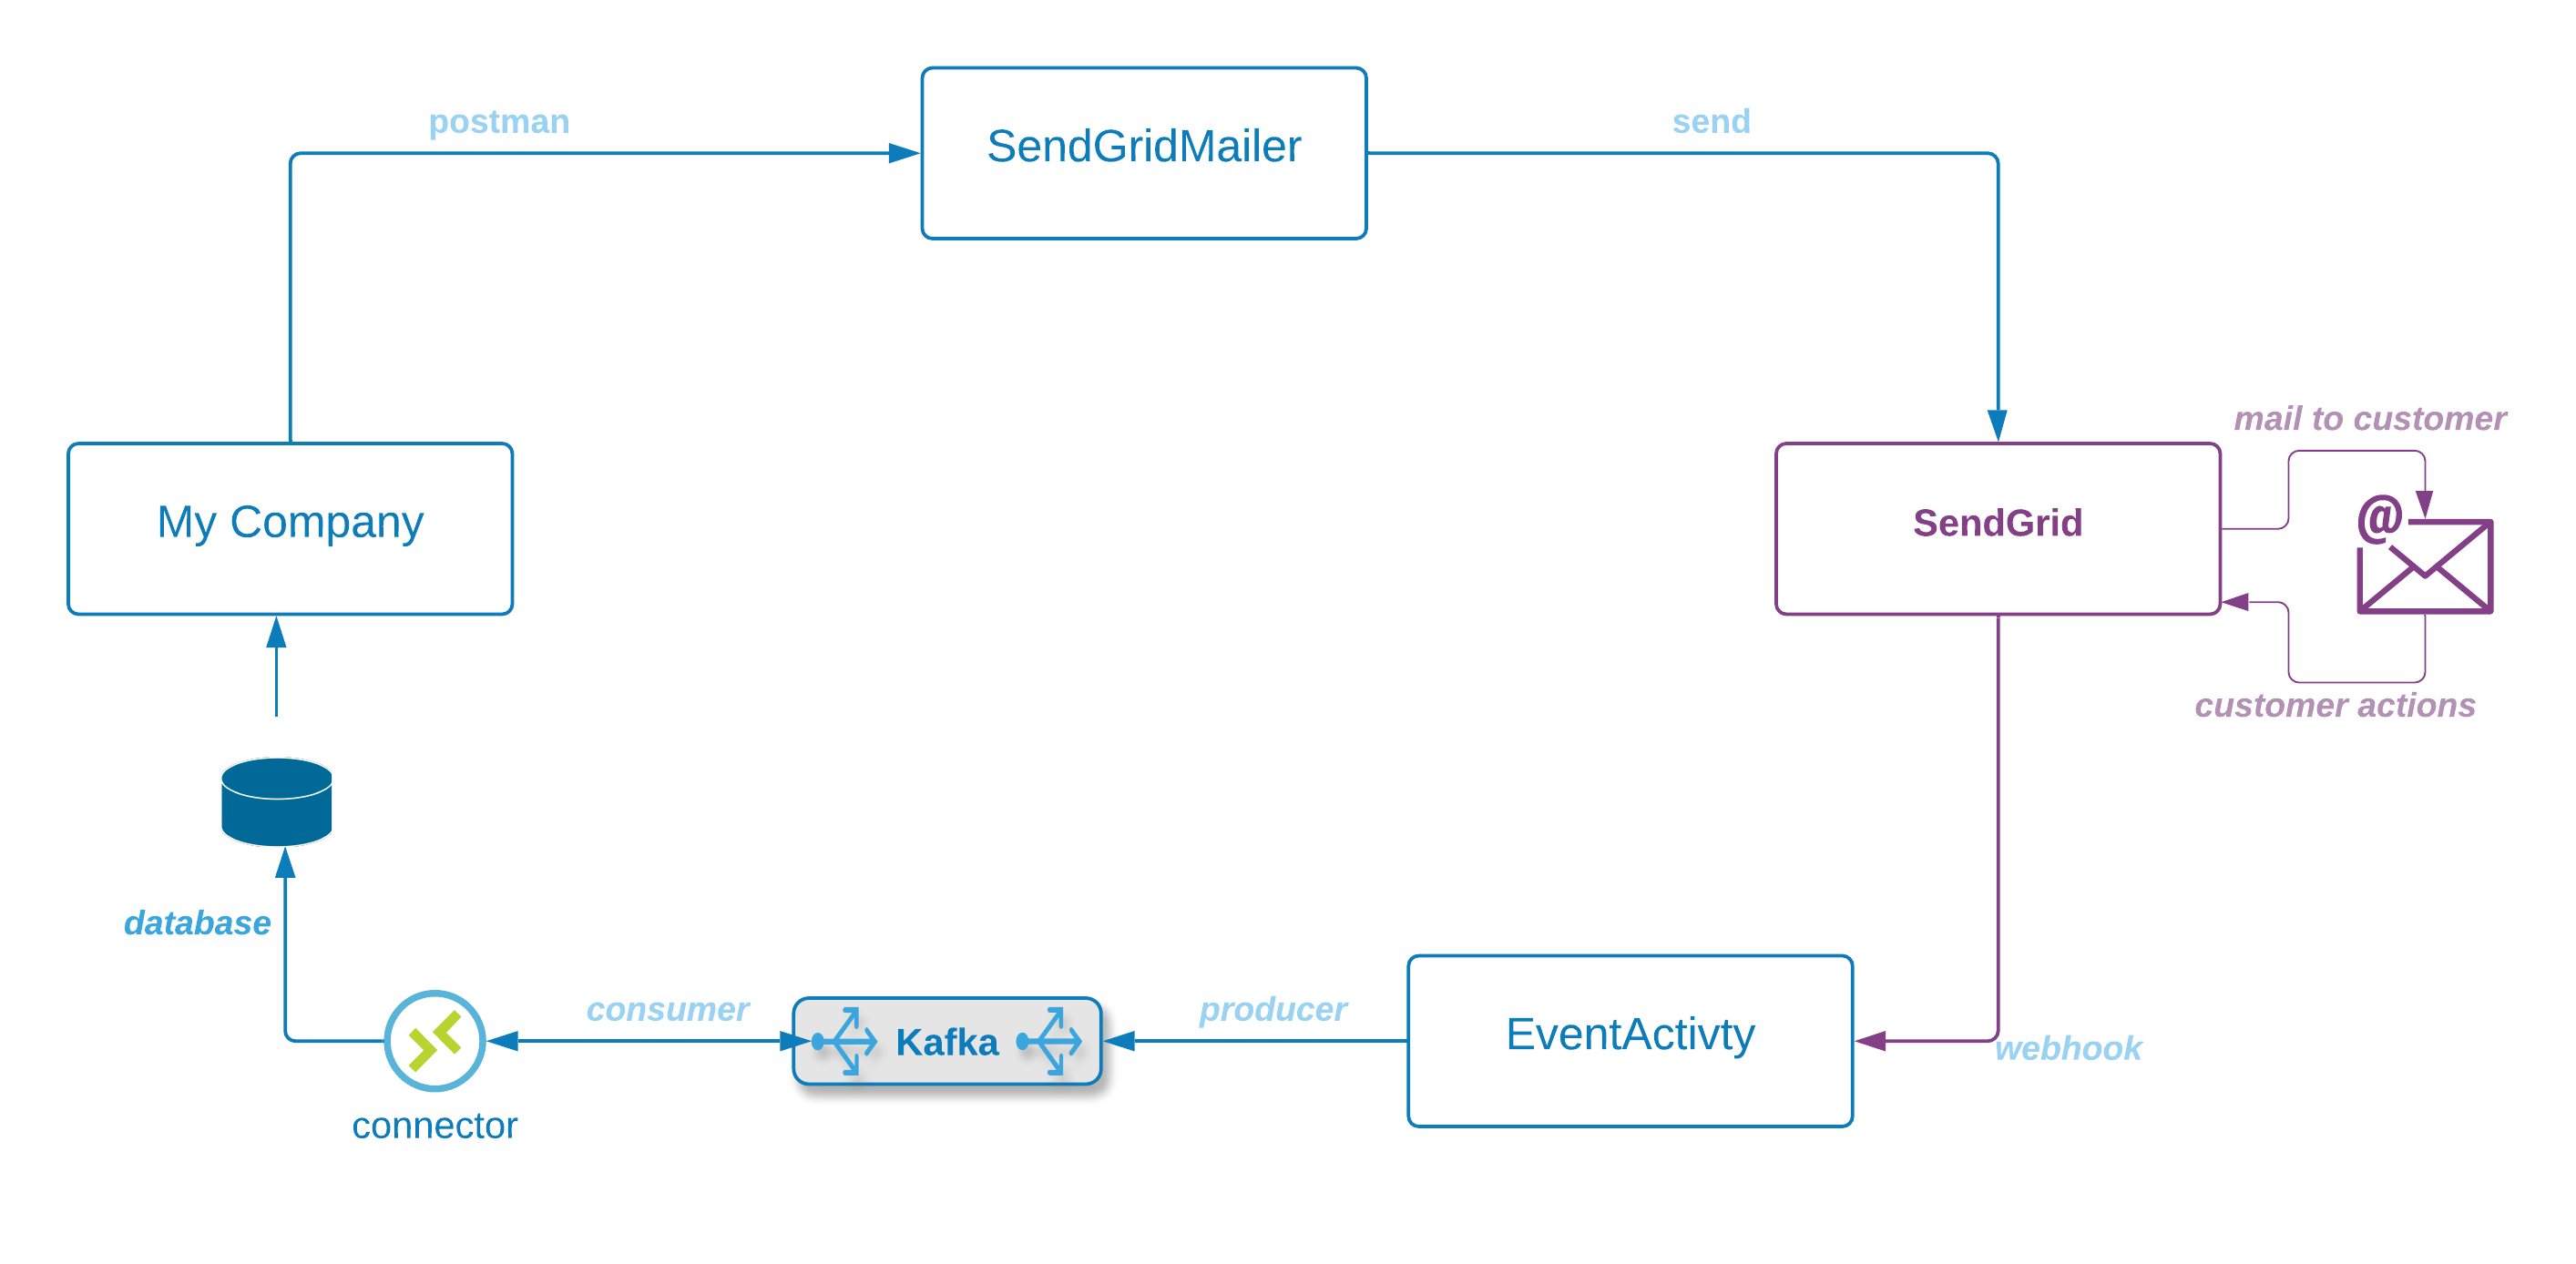 postman
SendGridMailer
send
mail to customer
@
My Company
SendGrid
customer actions
database
consumer
Kafka
producer
EventActivty
webhook
connector